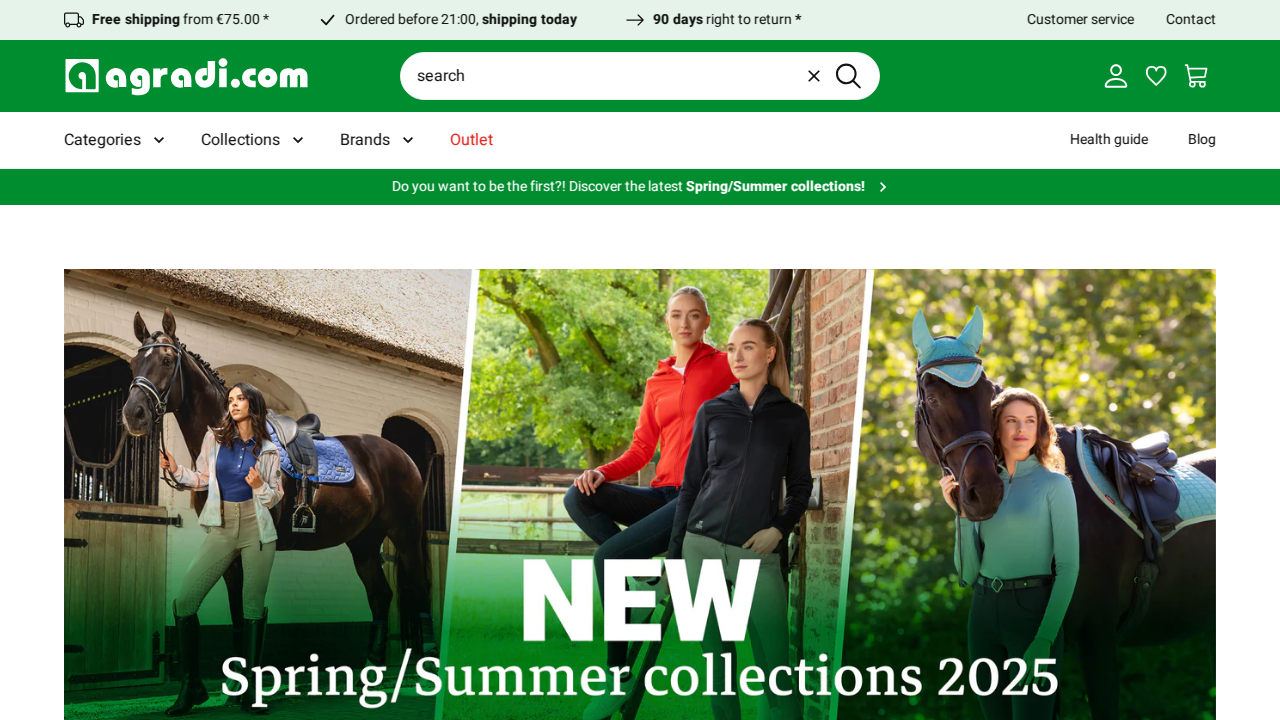 Free shipping from €75.00 *
Ordered before 21:00, shipping today
90 days right to return *
Customer service
Contact
agradi.com
search
Categories
Collections
Brands
Outlet
Health guide
Blog
Do you want to be the first?! Discover the latest Spring/Summer collections!
NEW
Spring/Summer collections 2025